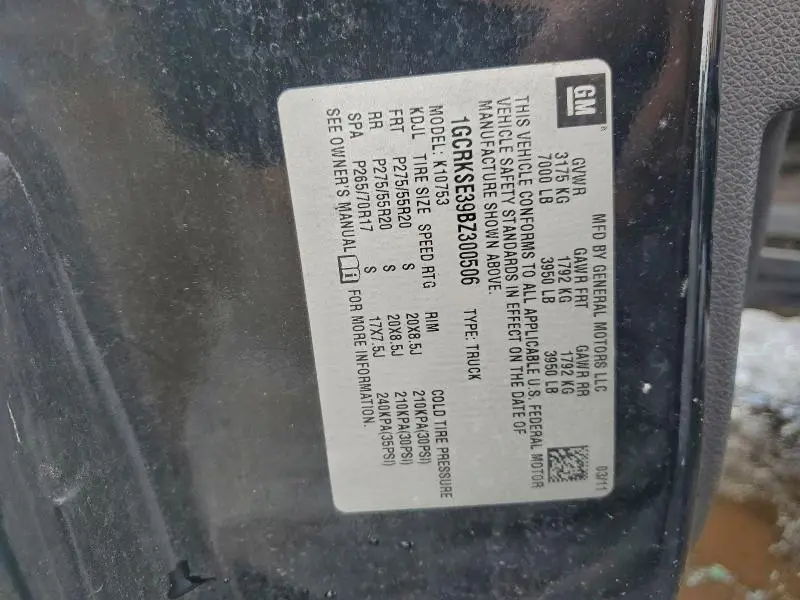 GM ®
MFD BY GENERAL MOTORS LLC 03/11
GVWR GAWR FRT GAWR RR
3175 KG 1792 KG 1792 KG
7000 LB 3950 LB 3950 LB
THIS VEHICLE CONFORMS TO ALL APPLICABLE U.S. FEDERAL MOTOR
VEHICLE SAFETY STANDARDS IN EFFECT ON THE DATE OF
MANUFACTURE SHOWN ABOVE.
1GCRKSE39BZ300506 TYPE: TRUCK
MODEL: K10753
KDJL TIRE SIZE SPEED RTG RIM COLD TIRE PRESSURE
FRT P275/55R20 S 20X8.5J 210KPA(30PSI)
RR P275/55R20 S 20X8.5J 210KPA(30PSI)
SPA P265/70R17 S 17X7.5J 240KPA(35PSI)
SEE OWNER'S MANUAL i FOR MORE INFORMATION.